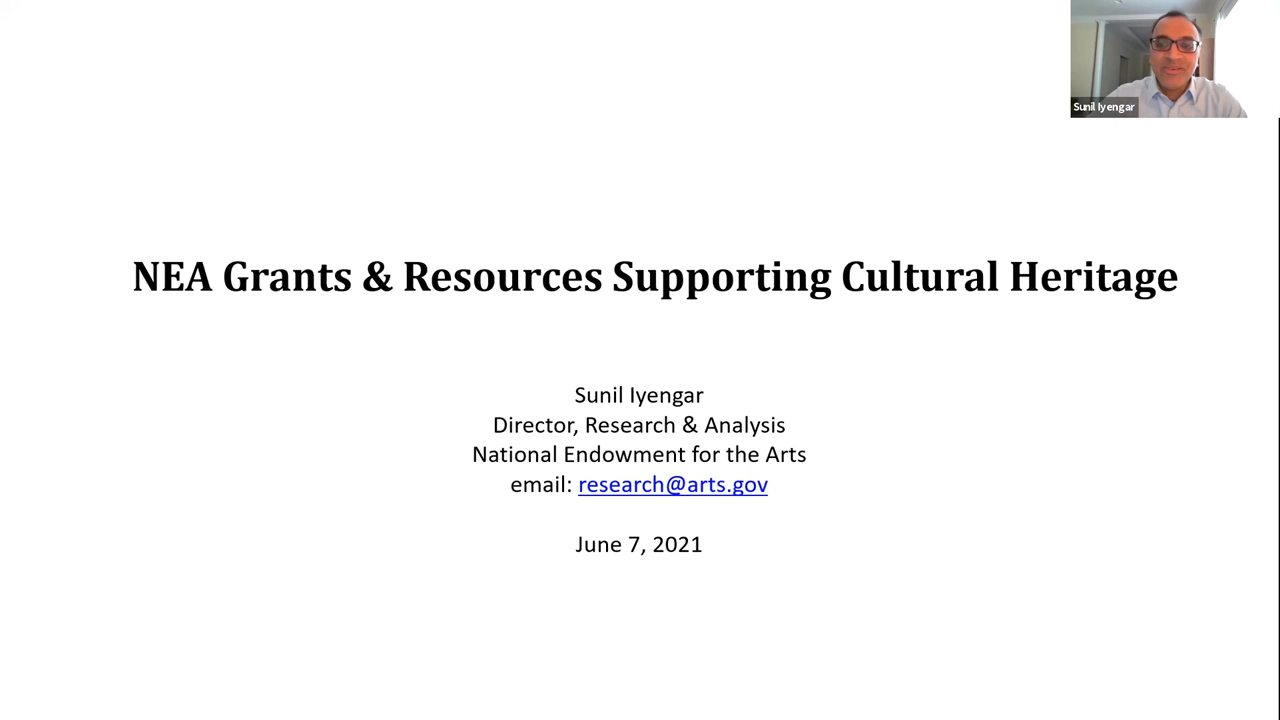 Sunil Iyengar
NEA Grants & Resources Supporting Cultural Heritage
Sunil Iyengar
Director, Research & Analysis
National Endowment for the Arts
email: research@arts.gov
June 7, 2021